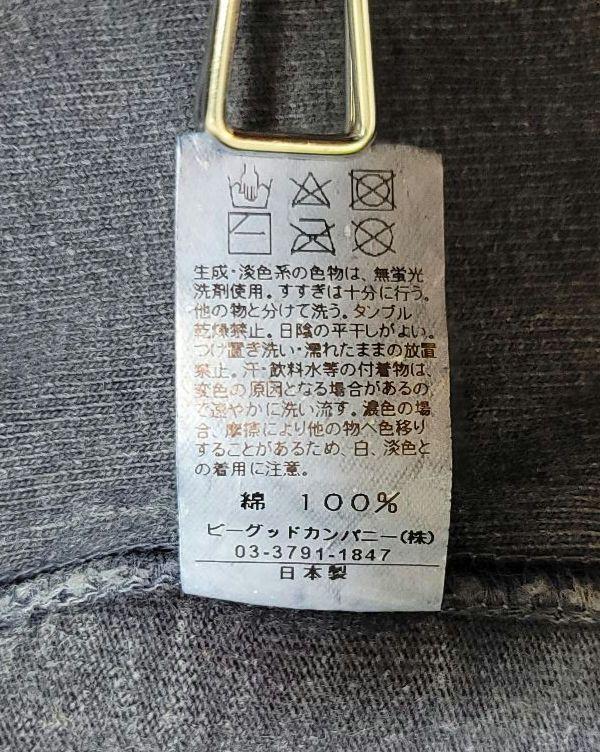 生成・淡色系の色物は、無蛍光
洗剤使用。すすぎは十分に行う。
他の物と分けて洗う。タンブル
乾燥禁止。日陰の平干しがよい。
つけ置き洗い・濡れたままの放置
禁止。汗・飲料水等の付着物は、
変色の原因となる場合があるの
で速やかに洗い流す。濃色の場
合、摩擦により他の物へ色移り
することがあるため、白、淡色と
の着用に注意。
綿 100%
ビーグッドカンパニー(株)
03-3791-1847
日本製